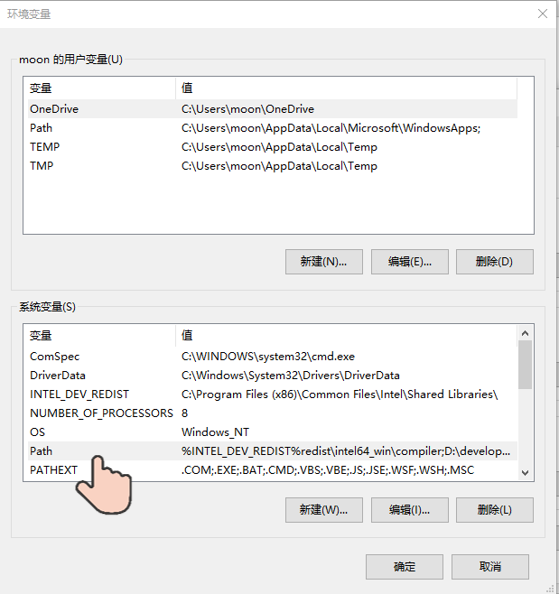 环境变量
moon 的用户变量(U)
变量 值
OneDrive C:\Users\moon\OneDrive
Path C:\Users\moon\AppData\Local\Microsoft\WindowsApps;
TEMP C:\Users\moon\AppData\Local\Temp
TMP C:\Users\moon\AppData\Local\Temp
新建(N)... 编辑(E)... 删除(D)
系统变量(S)
变量 值
ComSpec C:\WINDOWS\system32\cmd.exe
DriverData C:\Windows\System32\Drivers\DriverData
INTEL_DEV_REDIST C:\Program Files (x86)\Common Files\Intel\Shared Libraries\
NUMBER_OF_PROCESSORS 8
OS Windows_NT
Path %INTEL_DEV_REDIST%redist\intel64_win\compiler;D:\develop...
PATHEXT .COM;.EXE;.BAT;.CMD;.VBS;.VBE;.JS;.JSE;.WSF;.WSH;.MSC
新建(W)... 编辑(I)... 删除(L)
确定 取消